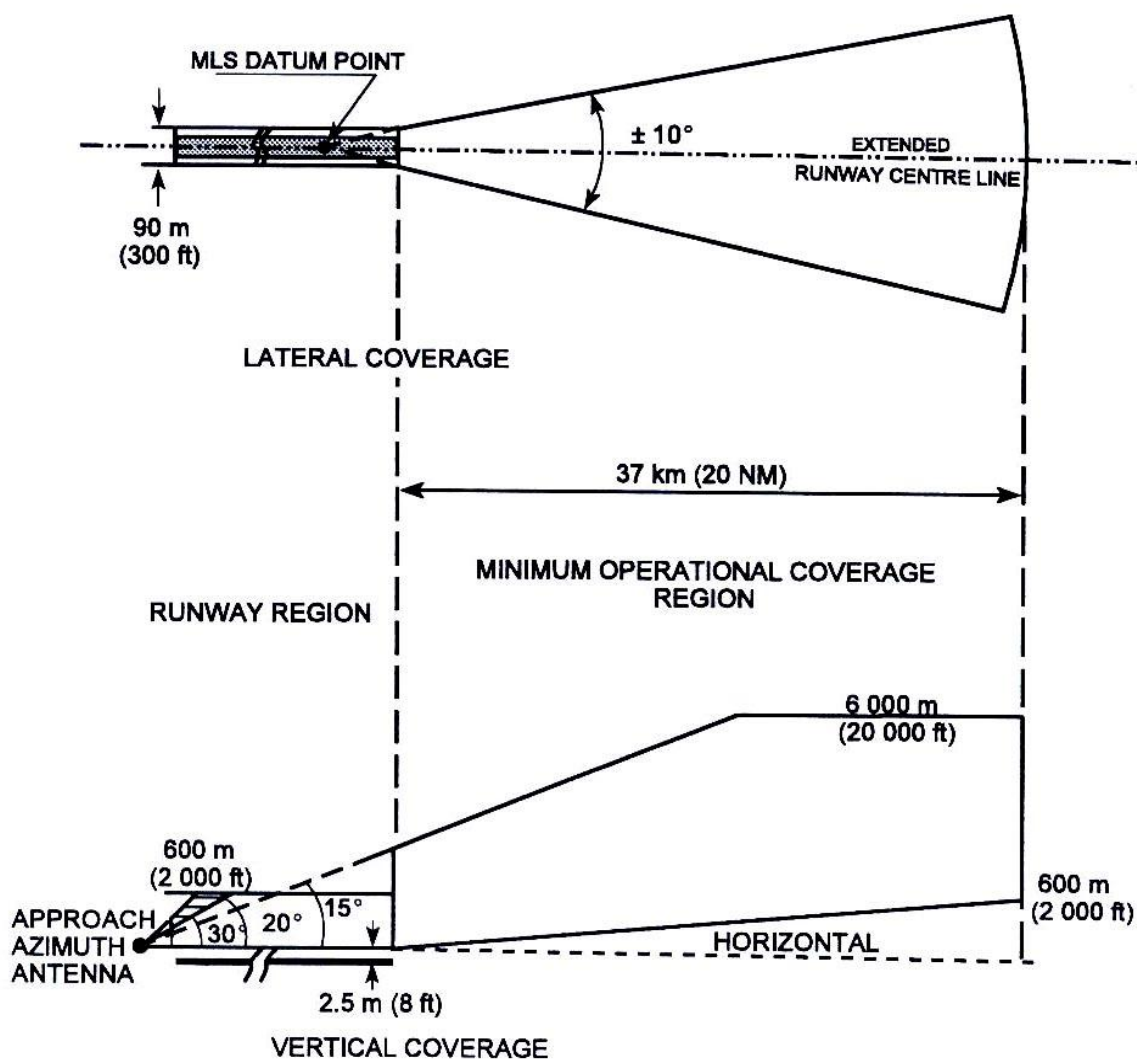 MLS DATUM POINT
± 10°
EXTENDED
RUNWAY CENTRE LINE
90 m
(300 ft)
LATERAL COVERAGE
37 km (20 NM)
MINIMUM OPERATIONAL COVERAGE
REGION
RUNWAY REGION
6 000 m
(20 000 ft)
600 m
(2 000 ft)
15°
20°
30°
600 m
(2 000 ft)
APPROACH
AZIMUTH
ANTENNA
HORIZONTAL
2.5 m (8 ft)
VERTICAL COVERAGE